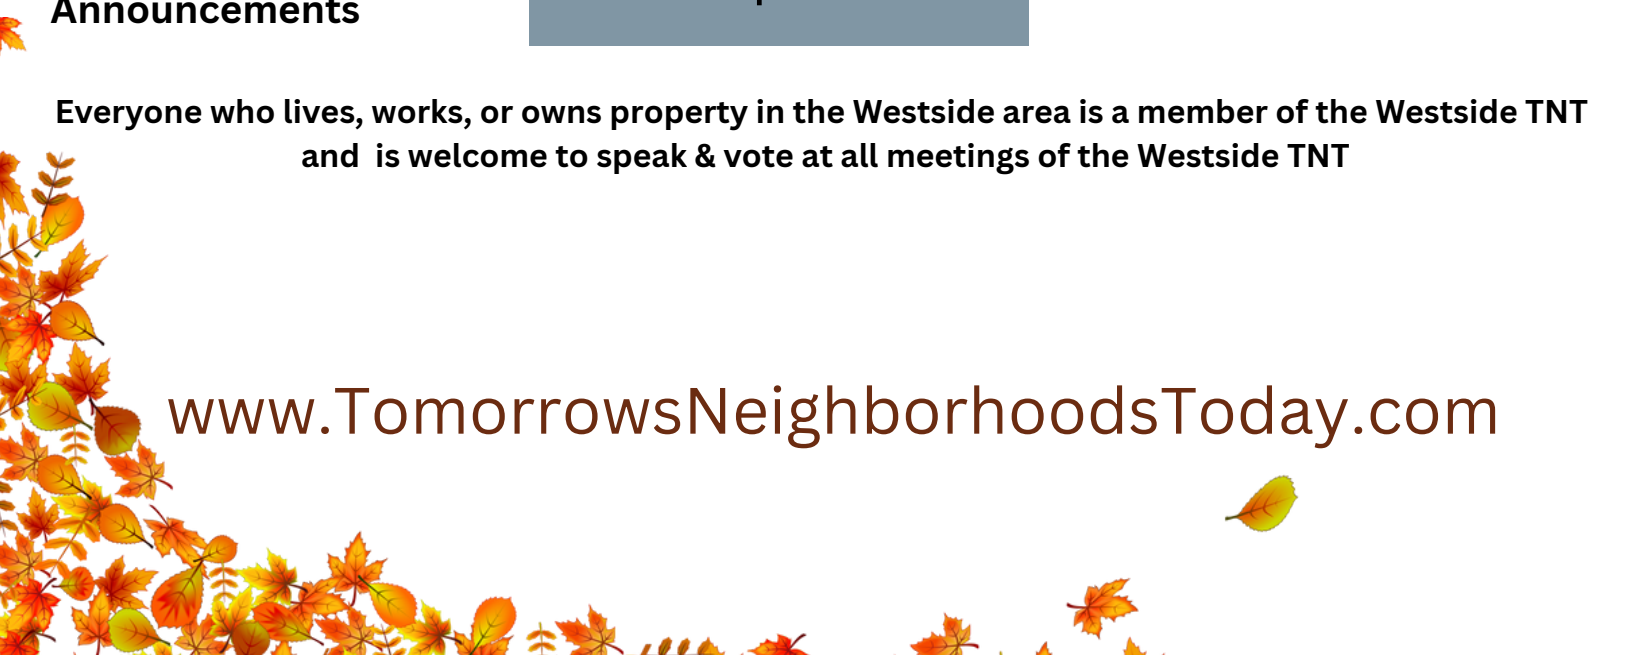 Announcements
Everyone who lives, works, or owns property in the Westside area is a member of the Westside TNT
and  is welcome to speak & vote at all meetings of the Westside TNT
www.TomorrowsNeighborhoodsToday.com